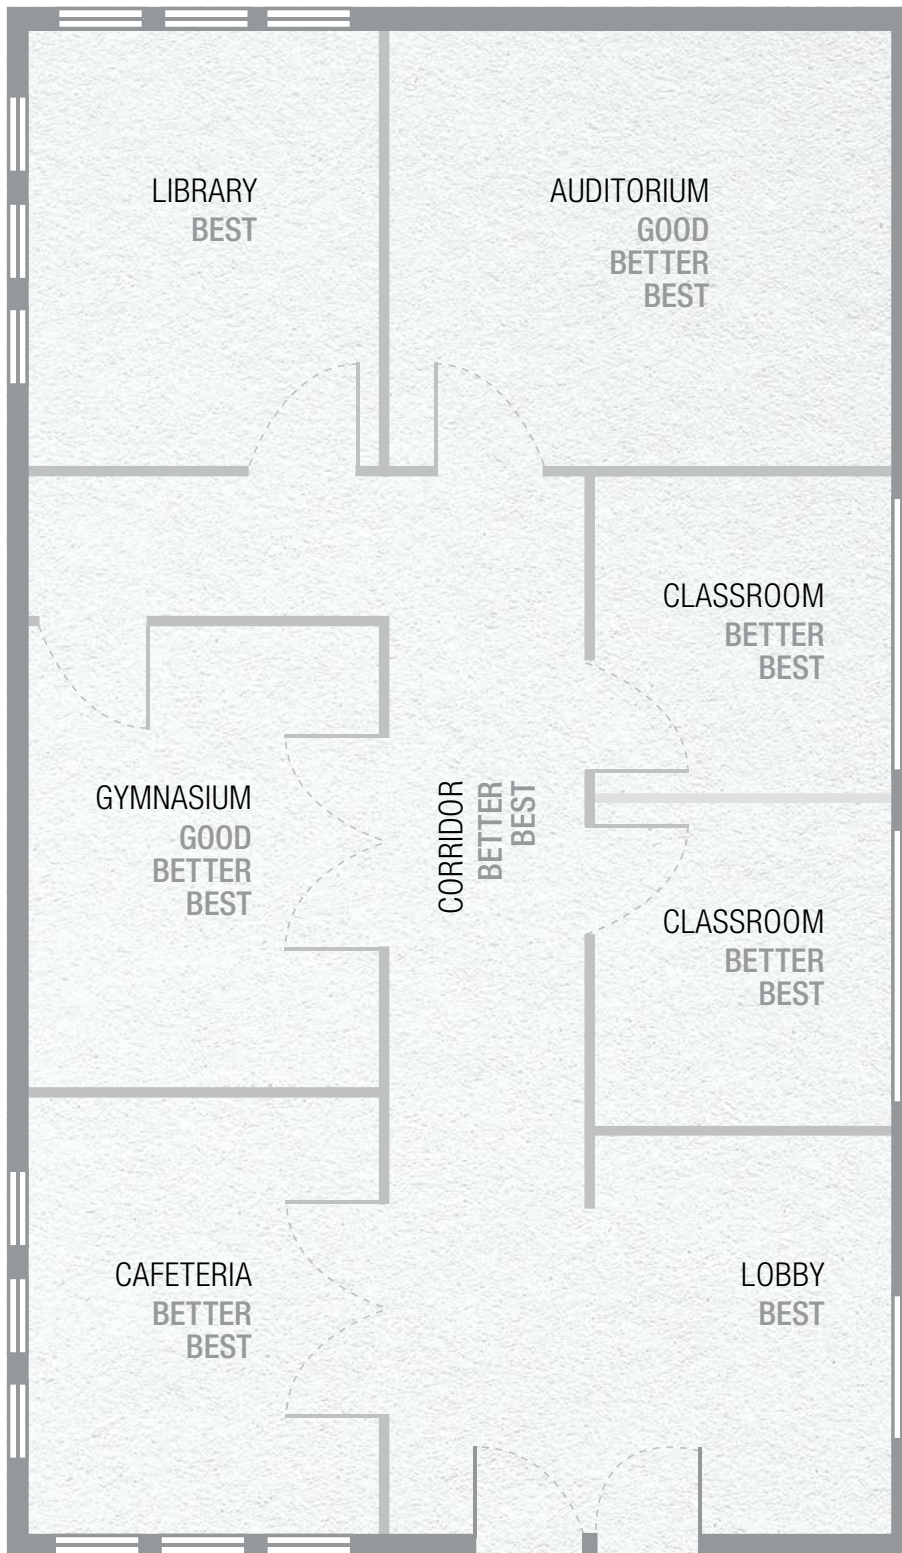 LIBRARY
BEST
AUDITORIUM
GOOD
BETTER
BEST
CLASSROOM
BETTER
BEST
GYMNASIUM
GOOD
BETTER
BEST
CORRIDOR
BETTER
BEST
CLASSROOM
BETTER
BEST
CAFETERIA
BETTER
BEST
LOBBY
BEST